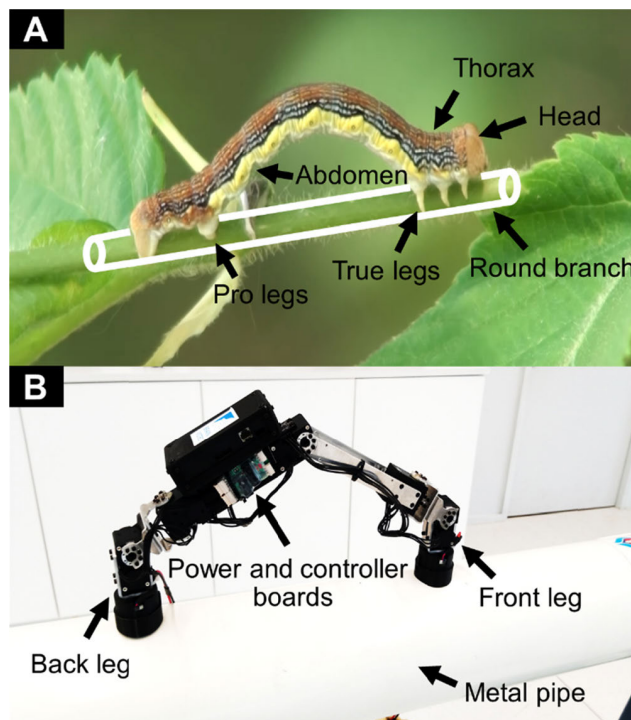 A
Thorax
Head
Abdomen
True legs
Round branch
Pro legs
B
Power and controller
boards
Front leg
Back leg
Metal pipe